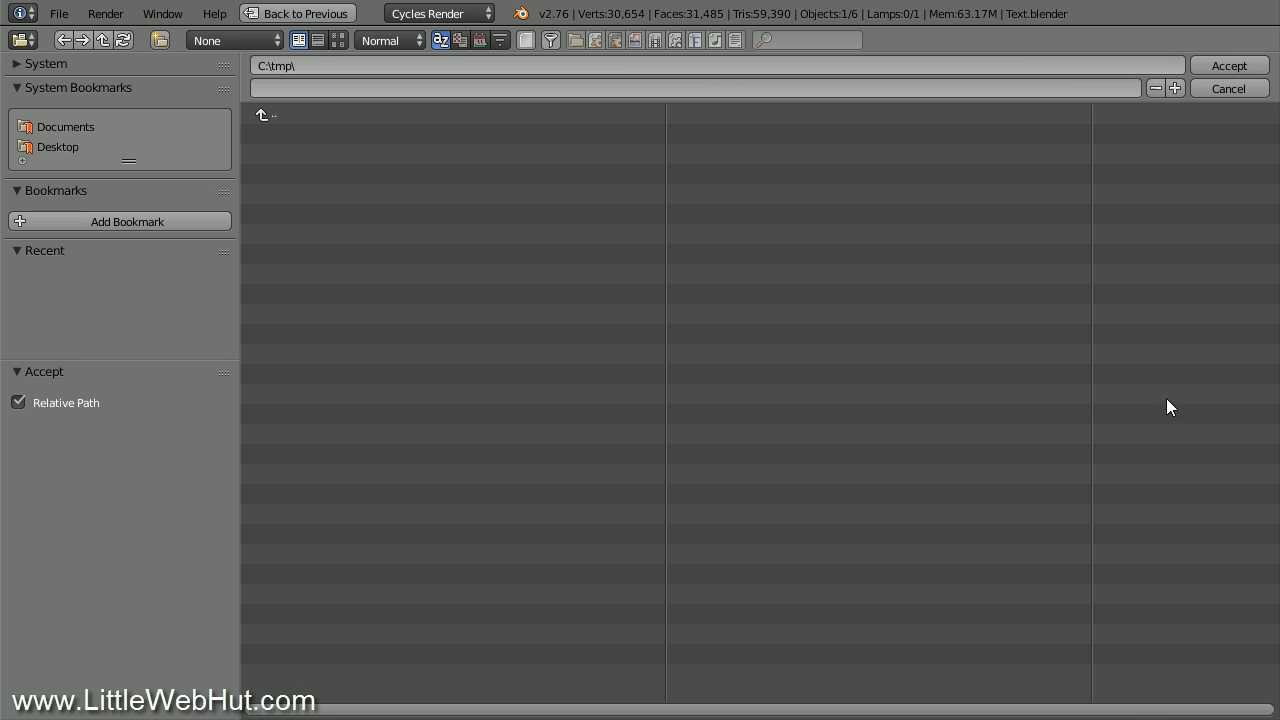 File Render Window Help Back to Previous Cycles Render v2.76 | Verts:30,654 | Faces:31,485 | Tris:59,390 | Objects:1/6 | Lamps:0/1 | Mem:63.17M | Text.blender
None Normal
System
C:\tmp\
Accept
System Bookmarks
Cancel
..
Documents
Desktop
Bookmarks
Add Bookmark
Recent
Accept
Relative Path
www.LittleWebHut.com